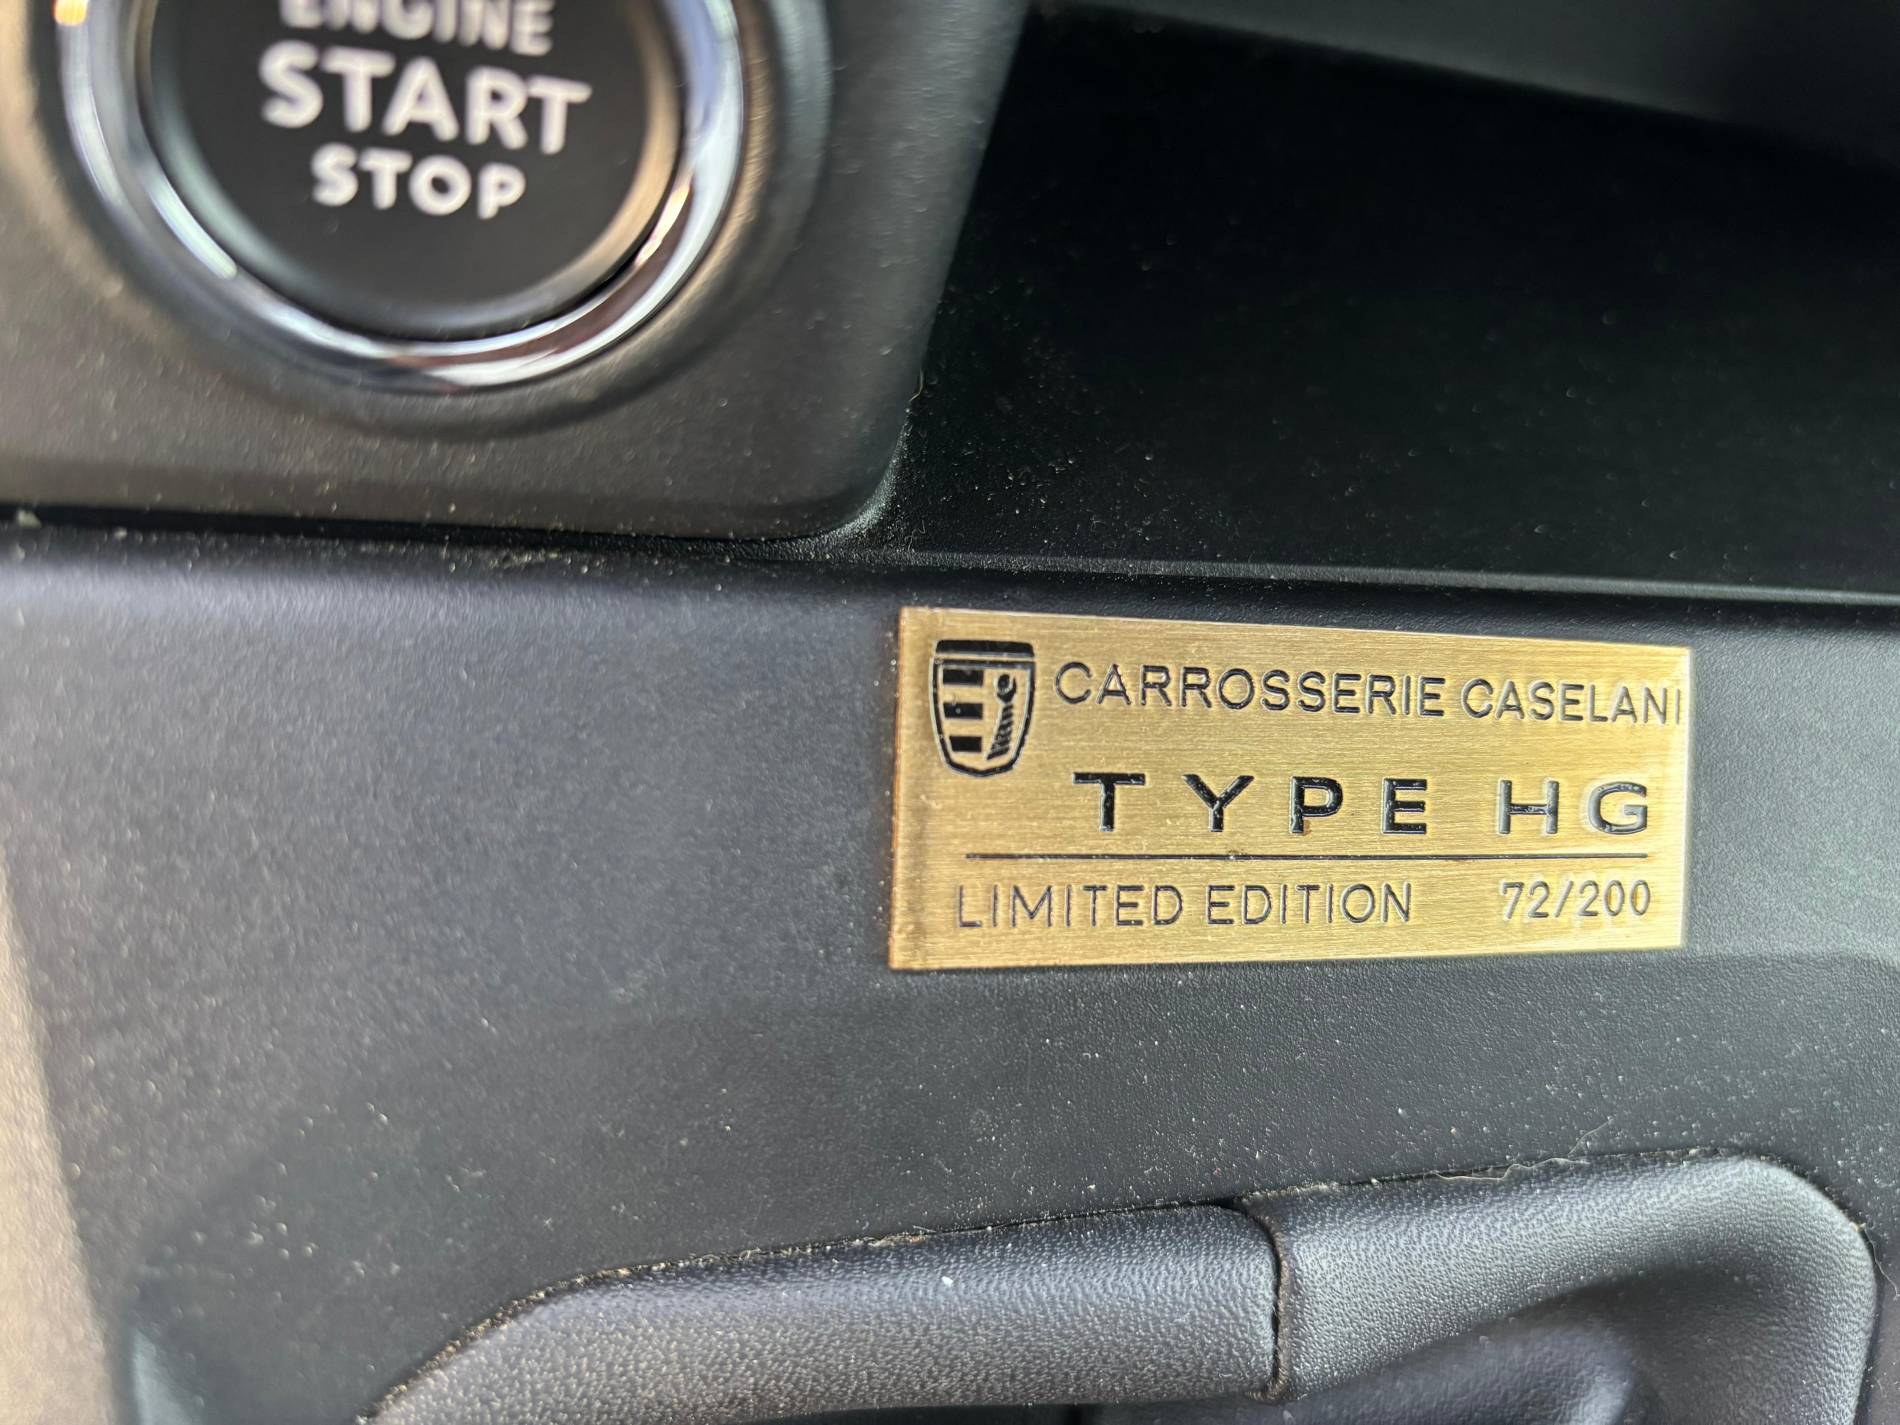 ENGINE
START
STOP
CARROSSERIE CASELANI
TYPE HG
LIMITED EDITION 72/200